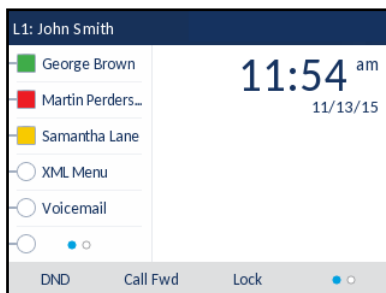 L1: John Smith
George Brown
Martin Perders...
Samantha Lane
XML Menu
Voicemail
11:54 am
11/13/15
DND Call Fwd Lock